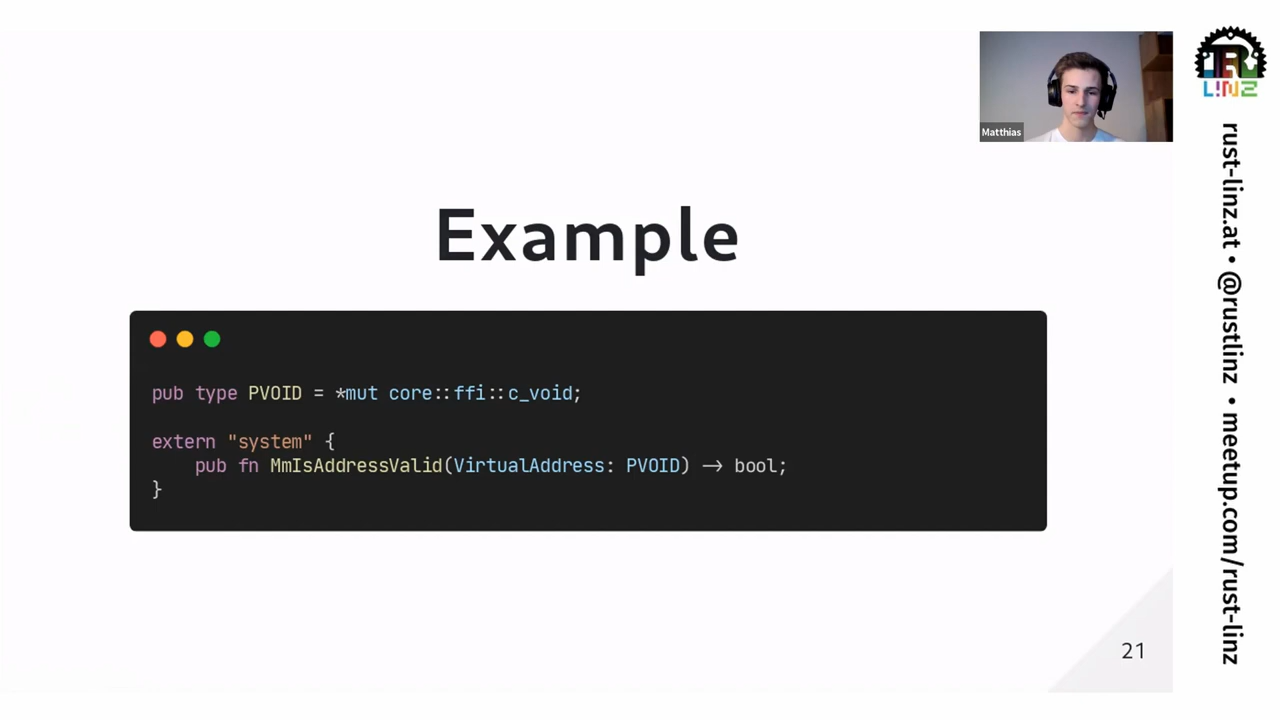 Example
pub type PVOID = *mut core::ffi::c_void;
extern "system" {
    pub fn MmIsAddressValid(VirtualAddress: PVOID) -> bool;
}
21
Matthias
R
L!NZ
rust-linz.at • @rustlinz • meetup.com/rust-linz